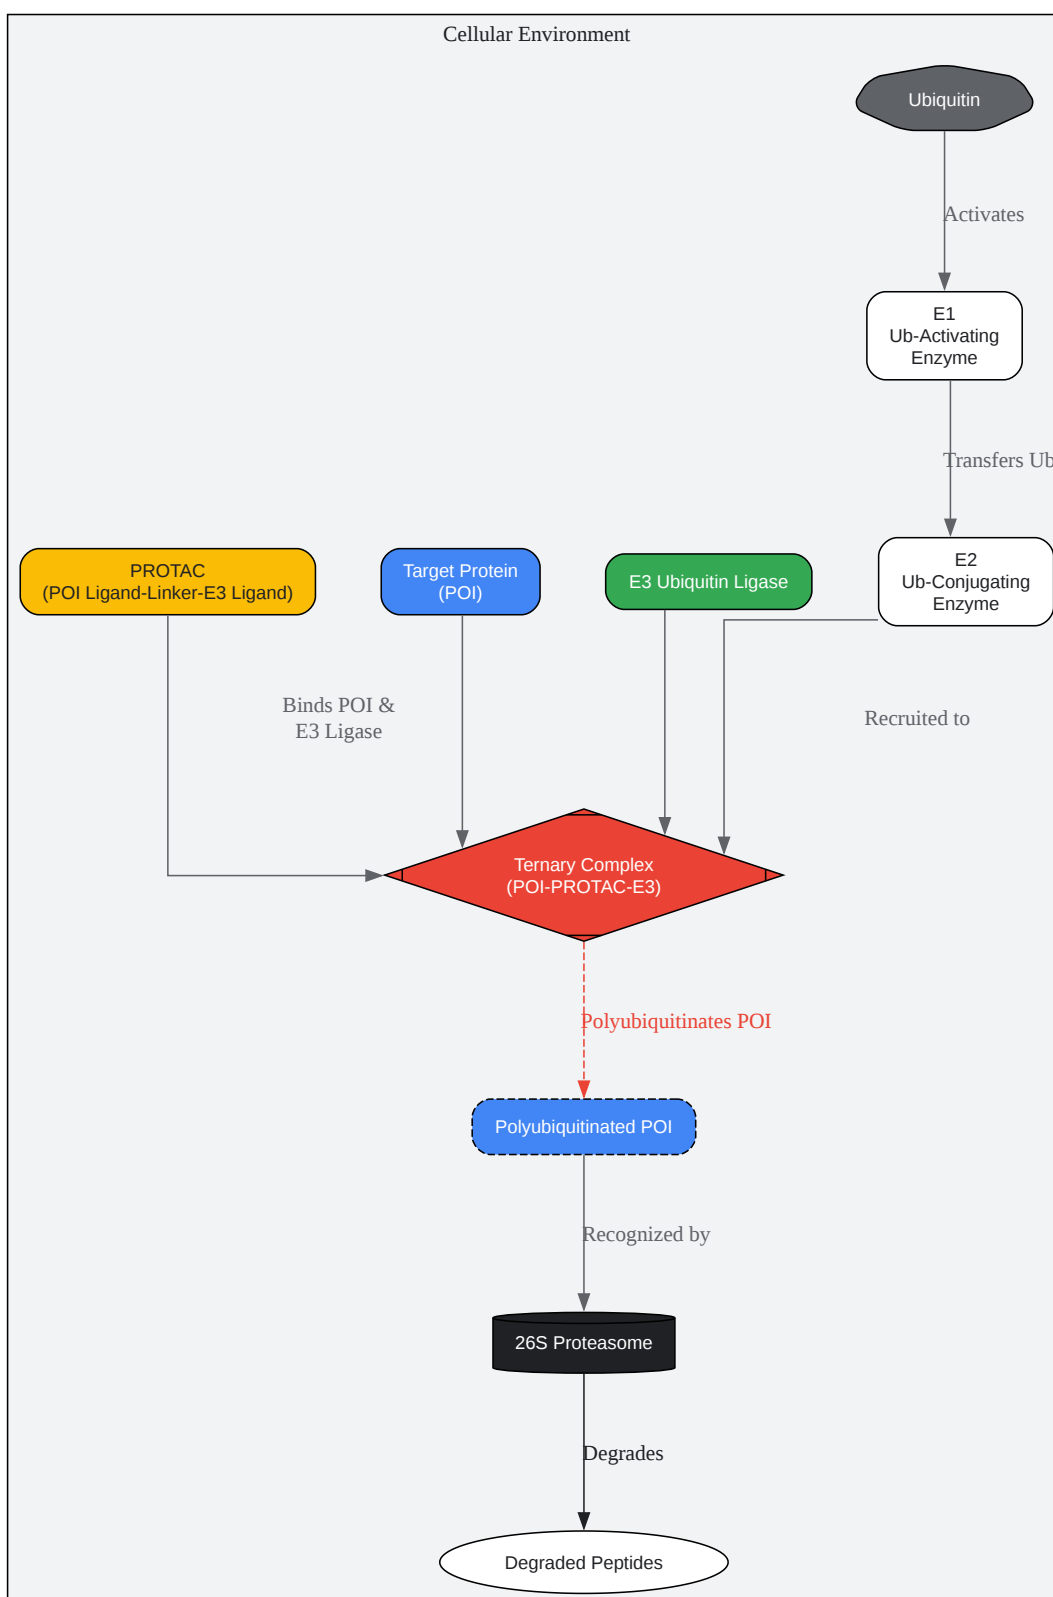 Cellular Environment
Ubiquitin
Activates
E1
Ub-Activating
Enzyme
Transfers Ub
PROTAC
(POI Ligand-Linker-E3 Ligand)
Target Protein
(POI)
E3 Ubiquitin Ligase
E2
Ub-Conjugating
Enzyme
Binds POI &
E3 Ligase
Recruited to
Ternary Complex
(POI-PROTAC-E3)
Polyubiquitinates POI
Polyubiquitinated POI
Recognized by
26S Proteasome
Degrades
Degraded Peptides